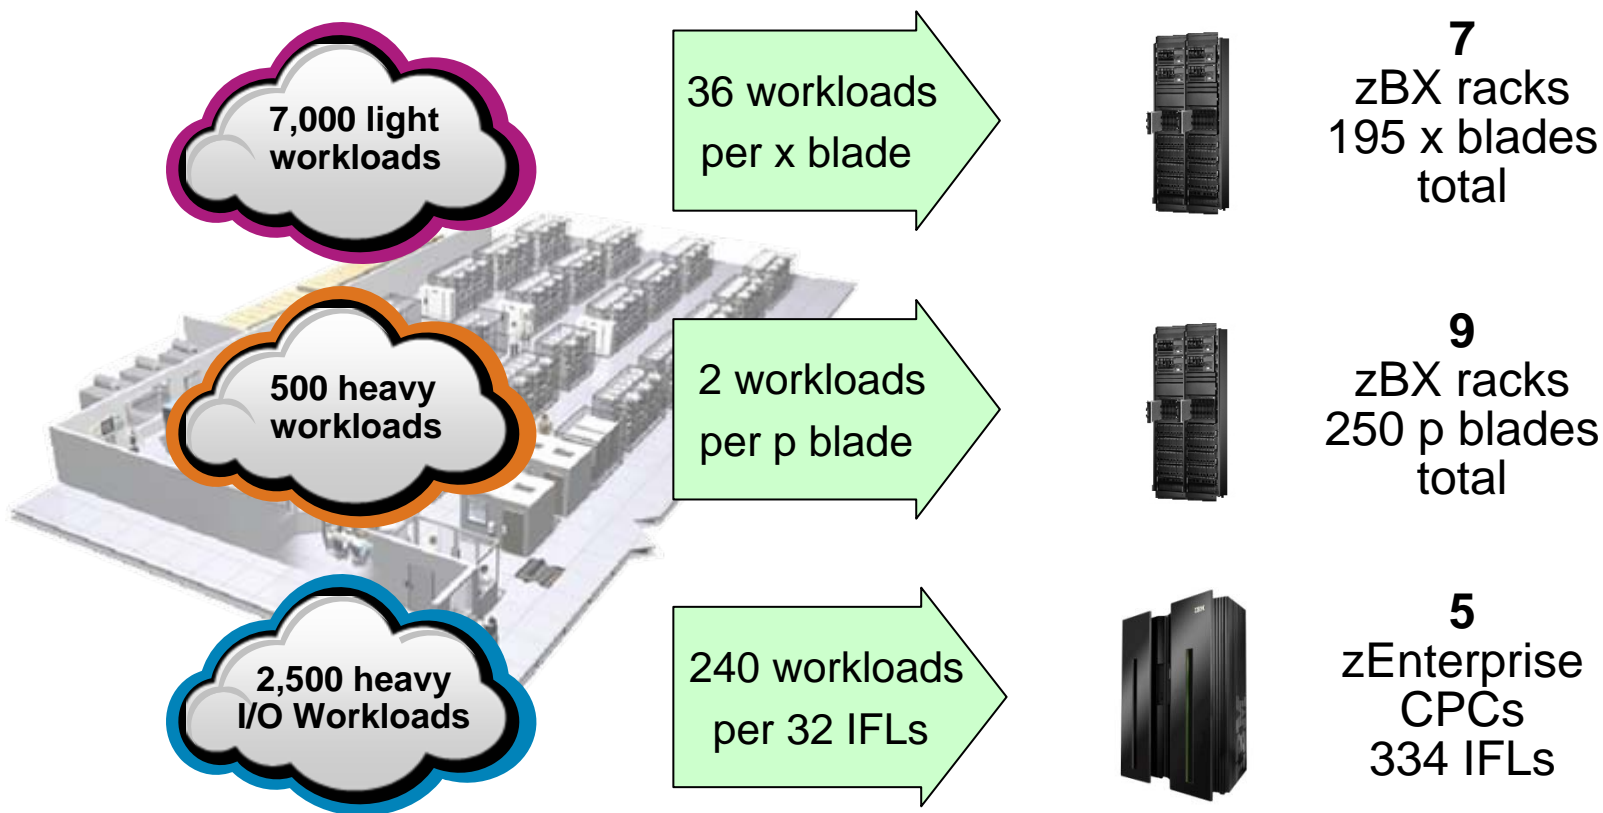 7,000 light
workloads
36 workloads
per x blade
7
zBX racks
195 x blades
total
500 heavy
workloads
2 workloads
per p blade
9
zBX racks
250 p blades
total
2,500 heavy
I/O Workloads
240 workloads
per 32 IFLs
IBM
5
zEnterprise
CPCs
334 IFLs